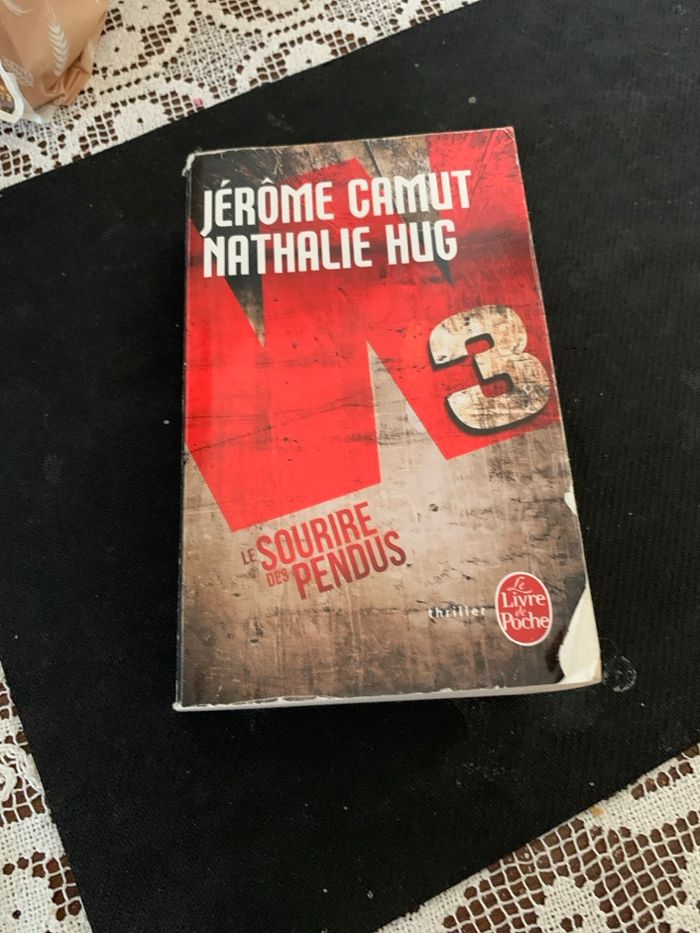 JÉRÔME CAMUT
NATHALIE HUG
W
3
LE SOURIRE
DES PENDUS
thriller
Le
Livre
de
Poche